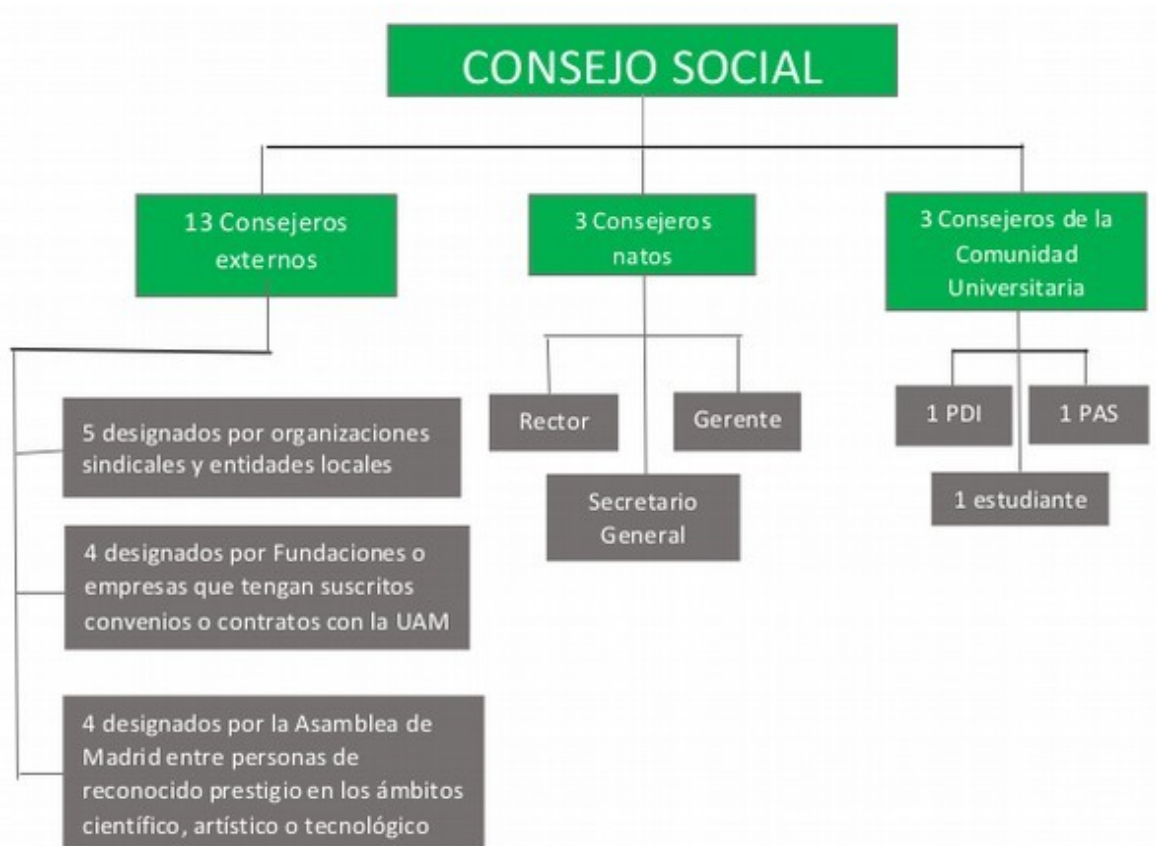 CONSEJO SOCIAL
13 Consejeros
externos
3 Consejeros
natos
3 Consejeros de la
Comunidad
Universitaria
5 designados por organizaciones
sindicales y entidades locales
4 designados por Fundaciones o
empresas que tengan suscritos
convenios o contratos con la UAM
4 designados por la Asamblea de
Madrid entre personas de
reconocido prestigio en los ámbitos
científico, artístico o tecnológico
Rector
Gerente
Secretario
General
1 PDI
1 PAS
1 estudiante